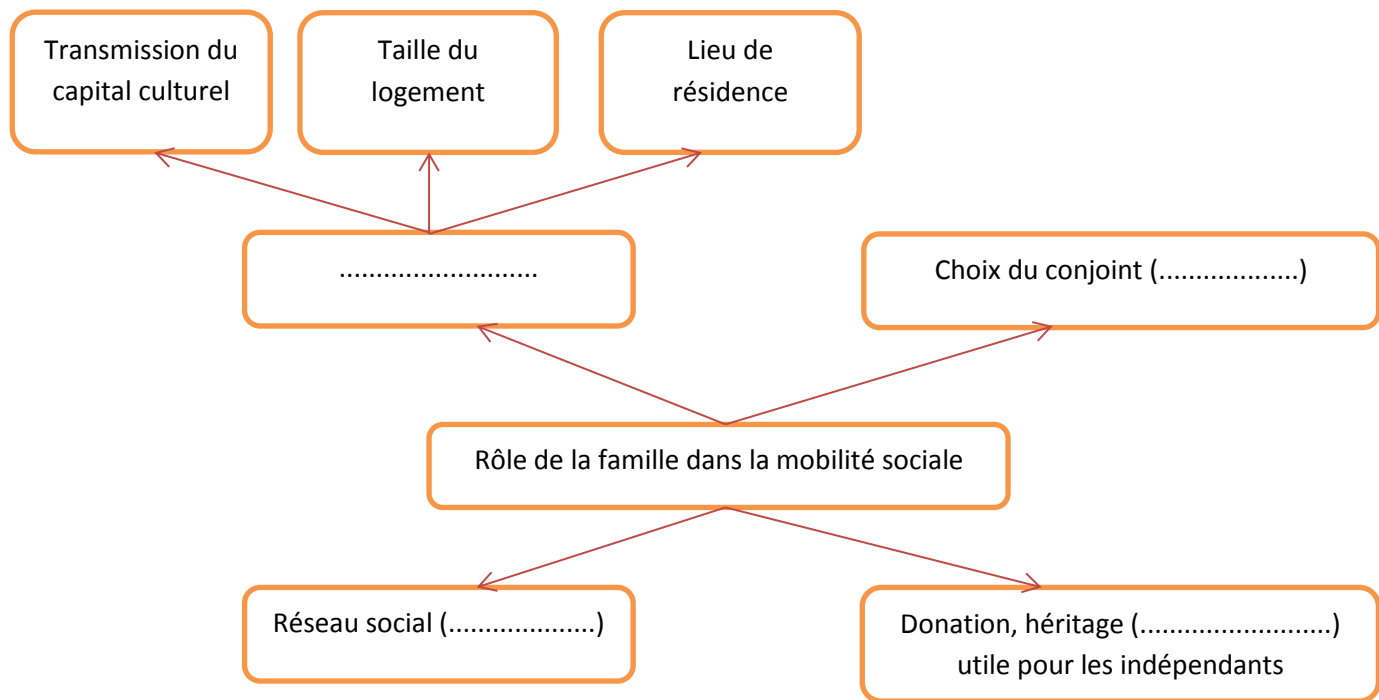 Transmission du
capital culturel
Taille du
logement
Lieu de
résidence
...........................
Choix du conjoint (...................)
Rôle de la famille dans la mobilité sociale
Réseau social (....................)
Donation, héritage (..........................)
utile pour les indépendants